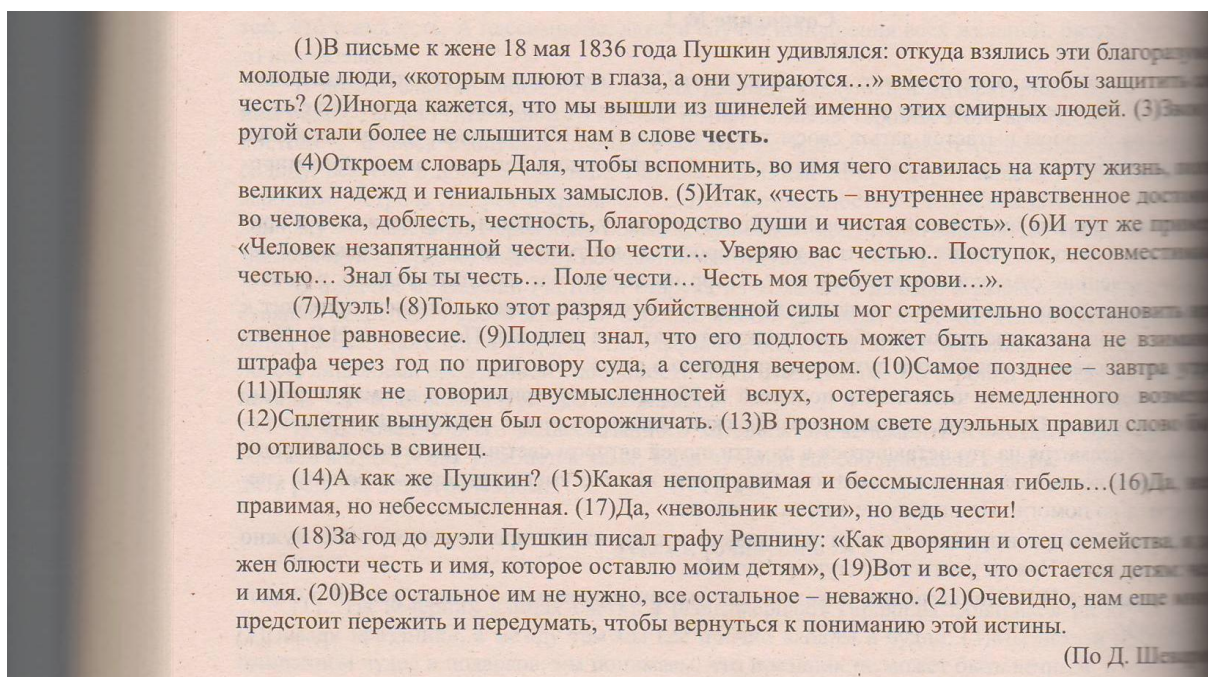 (1)В письме к жене 18 мая 1836 года Пушкин удивлялся: откуда взялись эти
молодые люди, «которым плюют в глаза, а они утираются…» вместо того, чтобы защитить
честь? (2)Иногда кажется, что мы вышли из шинелей именно этих смирных людей.
ругой стали более не слышится нам в слове честь.
(4)Откроем словарь Даля, чтобы вспомнить, во имя чего ставилась на карту жизнь,
великих надежд и гениальных замыслов. (5)Итак, «честь – внутреннее нравственное
во человека, доблесть, честность, благородство души и чистая совесть». (6)И тут же
«Человек незапятнанной чести. По чести… Уверяю вас честью.. Поступок,
честью… Знал бы ты честь… Поле чести… Честь моя требует крови…».
(7)Дуэль! (8)Только этот разряд убийственной силы мог стремительно восстановить
ственное равновесие. (9)Подлец знал, что его подлость может быть наказана не
штрафа через год по приговору суда, а сегодня вечером. (10)Самое позднее – завтра
(11)Пошляк не говорил двусмысленностей вслух, остерегаясь немедленного
(12)Сплетник вынужден был осторожничать. (13)В грозном свете дуэльных правил слово
ро отливалось в свинец.
(14)А как же Пушкин? (15)Какая непоправимая и бессмысленная гибель…(16)Да,
правимая, но небессмысленная. (17)Да, «невольник чести», но ведь чести!
(18)За год до дуэли Пушкин писал графу Репнину: «Как дворянин и отец семейства,
жен блюсти честь и имя, которое оставлю моим детям», (19)Вот и все, что остается детям
и имя. (20)Все остальное им не нужно, все остальное – неважно. (21)Очевидно, нам еще
предстоит пережить и передумать, чтобы вернуться к пониманию этой истины.
(По Д.